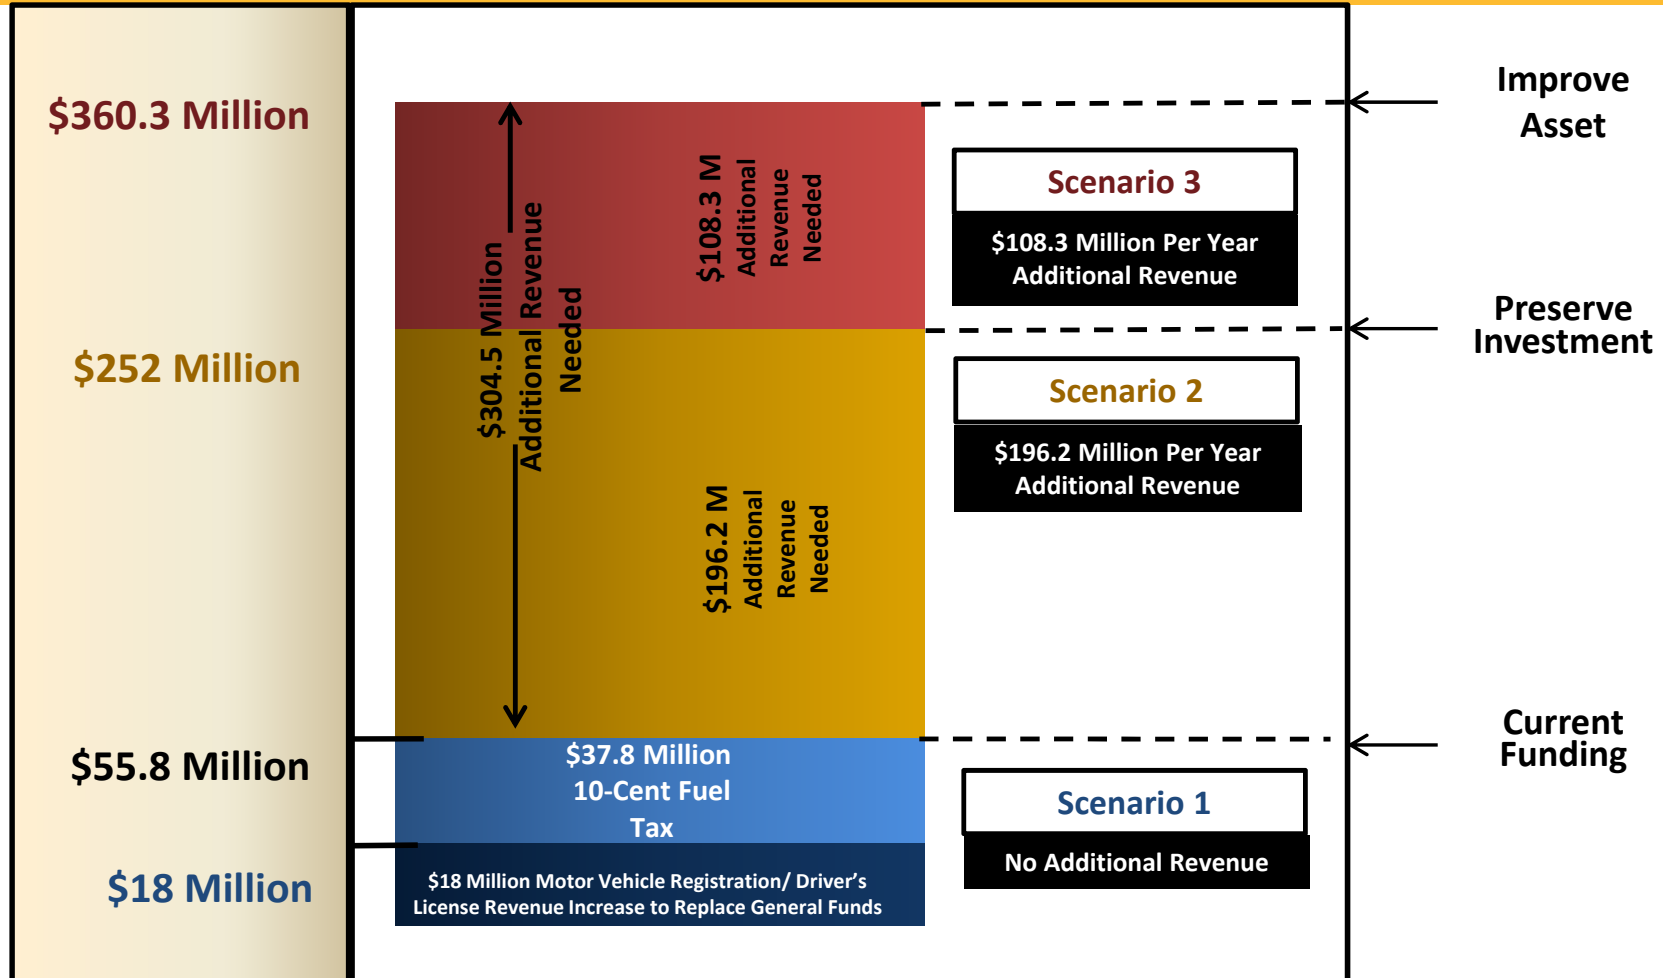 $360.3 Million
$252 Million
$55.8 Million
$18 Million
$304.5 Million
Additional Revenue
Needed
$108.3 M
Additional
Revenue
Needed
$196.2 M
Additional
Revenue
Needed
$37.8 Million
10-Cent Fuel
Tax
$18 Million Motor Vehicle Registration/ Driver’s
License Revenue Increase to Replace General Funds
Scenario 3
$108.3 Million Per Year
Additional Revenue
Scenario 2
$196.2 Million Per Year
Additional Revenue
Scenario 1
No Additional Revenue
Improve
Asset
Preserve
Investment
Current
Funding